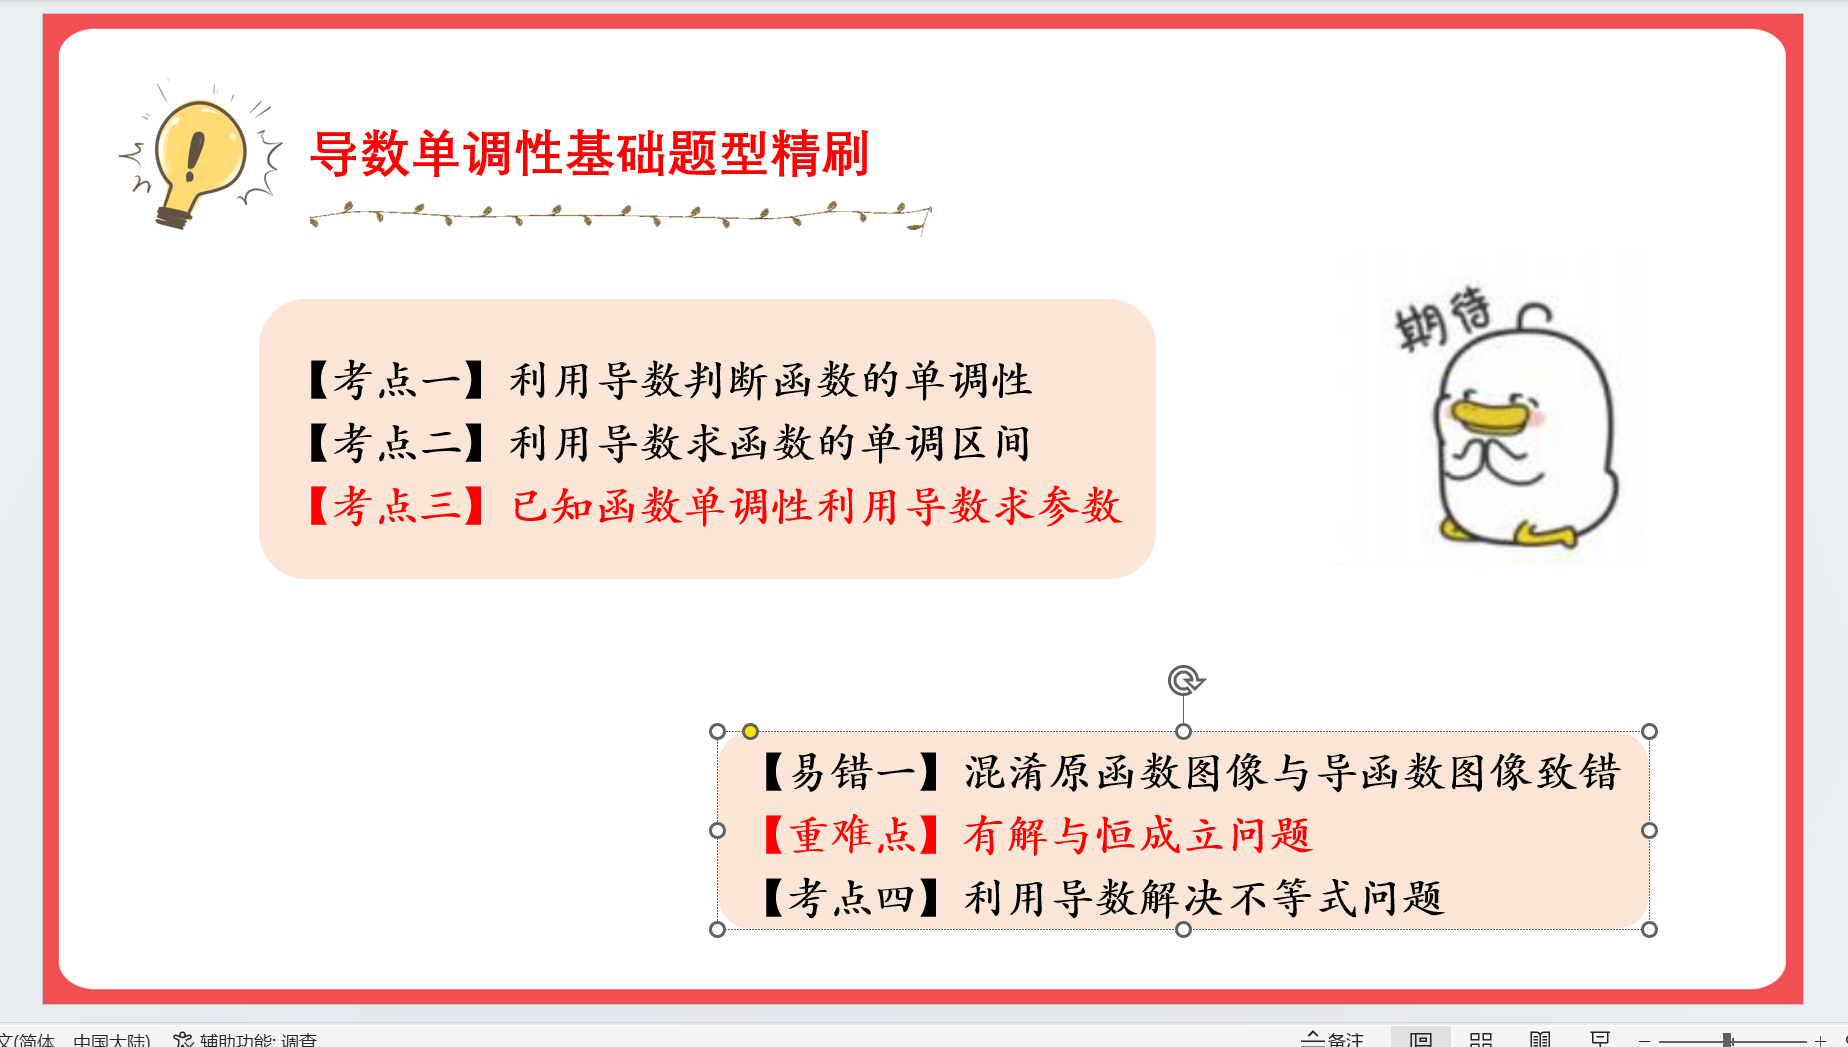 导数单调性基础题型精刷
期待
【考点一】利用导数判断函数的单调性
【考点二】利用导数求函数的单调区间
【考点三】已知函数单调性利用导数求参数
【易错一】混淆原函数图像与导函数图像致错
【重难点】有解与恒成立问题
【考点四】利用导数解决不等式问题
文(简体，中国大陆) 辅助功能: 调查 备注